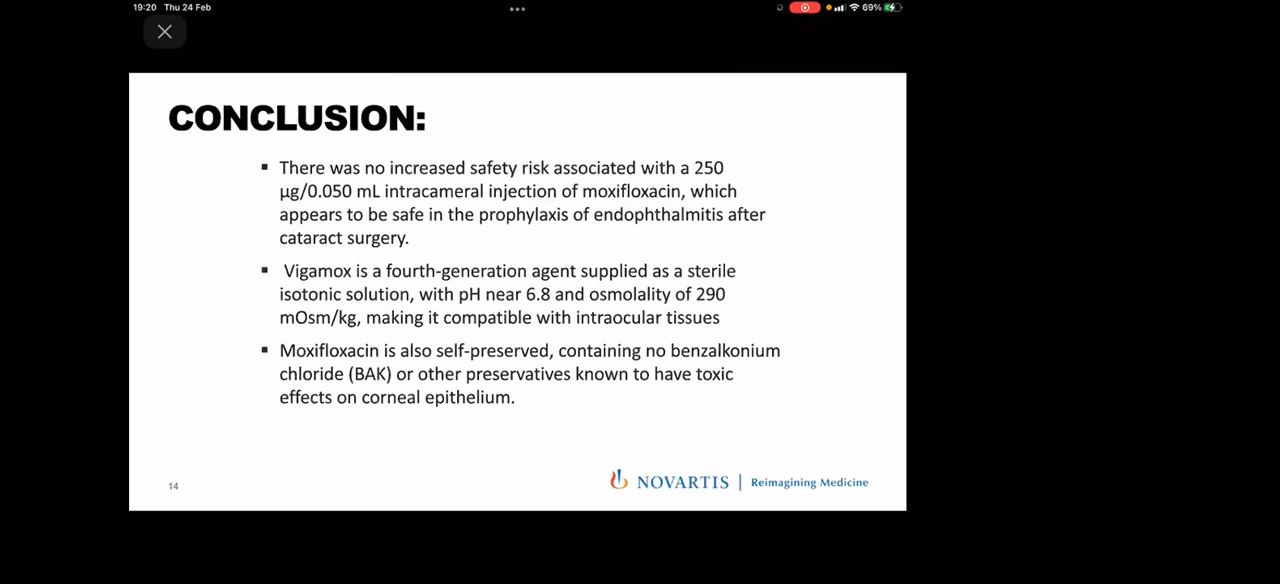 19:20 Thu 24 Feb
69%
CONCLUSION:
▪ There was no increased safety risk associated with a 250
µg/0.050 mL intracameral injection of moxifloxacin, which
appears to be safe in the prophylaxis of endophthalmitis after
cataract surgery.
▪ Vigamox is a fourth-generation agent supplied as a sterile
isotonic solution, with pH near 6.8 and osmolality of 290
mOsm/kg, making it compatible with intraocular tissues
▪ Moxifloxacin is also self-preserved, containing no benzalkonium
chloride (BAK) or other preservatives known to have toxic
effects on corneal epithelium.
14
NOVARTIS | Reimagining Medicine